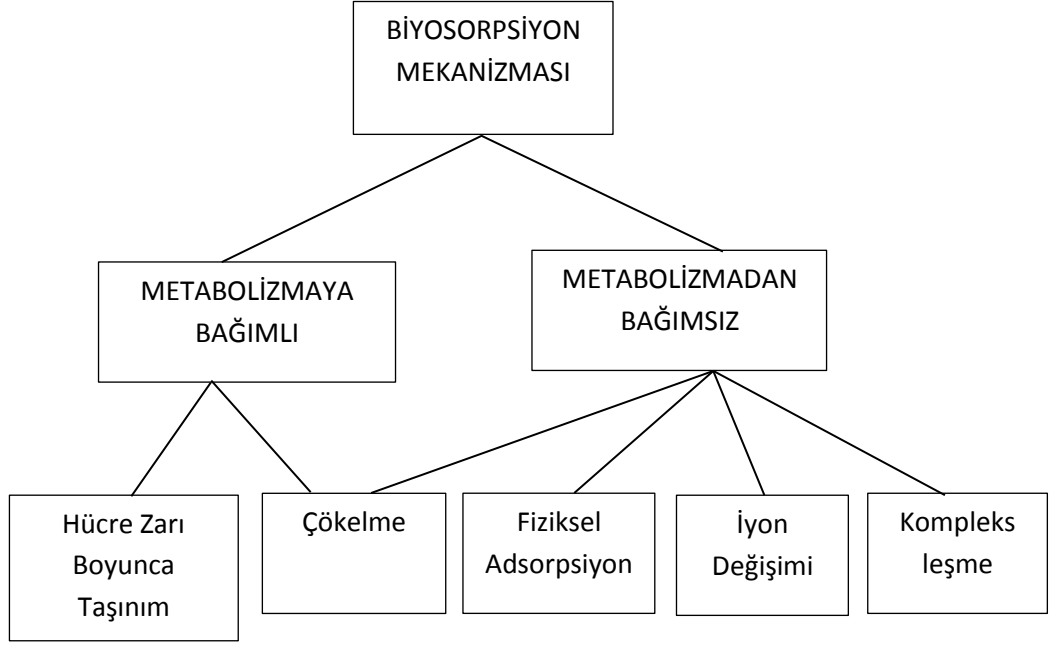 BİYOSORPSİYON
MEKANİZMASI
METABOLİZMAYA
BAĞIMLI
METABOLİZMADAN
BAĞIMSIZ
Hücre Zarı
Boyunca
Taşınım
Çökelme
Fiziksel
Adsorpsiyon
İyon
Değişimi
Kompleks
leşme